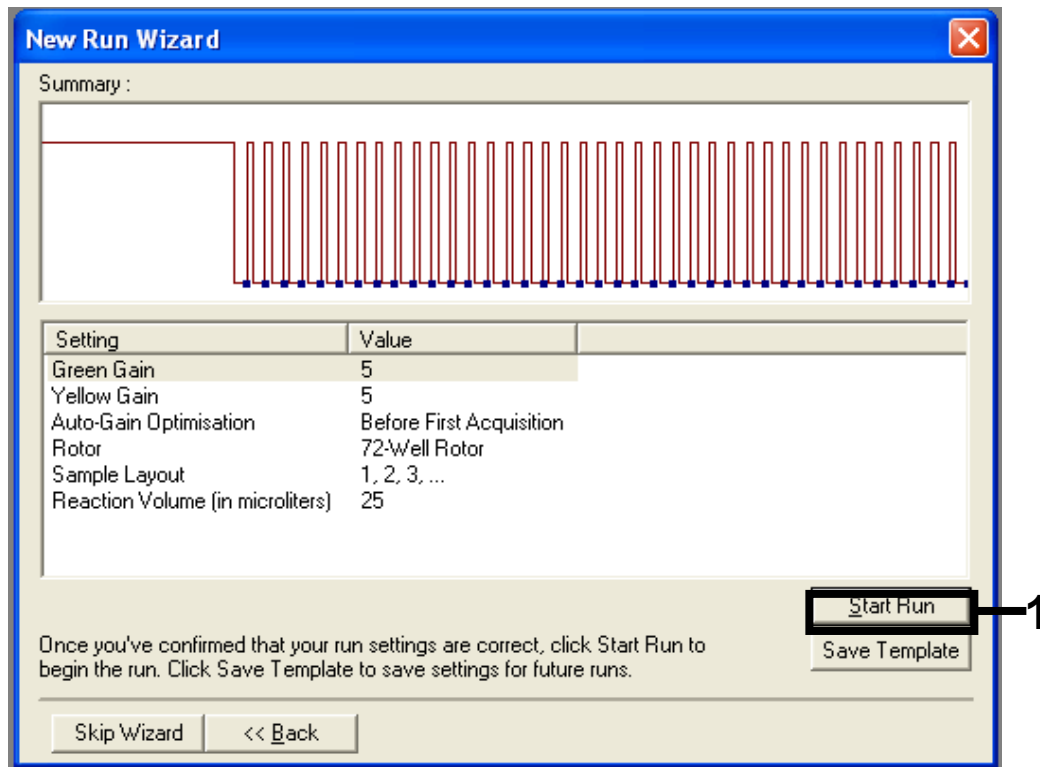 New Run Wizard
Summary :
Setting Value
Green Gain 5
Yellow Gain 5
Auto-Gain Optimisation Before First Acquisition
Rotor 72-Well Rotor
Sample Layout 1, 2, 3, ...
Reaction Volume (in microliters) 25
Start Run
1
Once you've confirmed that your run settings are correct, click Start Run to
begin the run. Click Save Template to save settings for future runs.
Save Template
Skip Wizard << Back